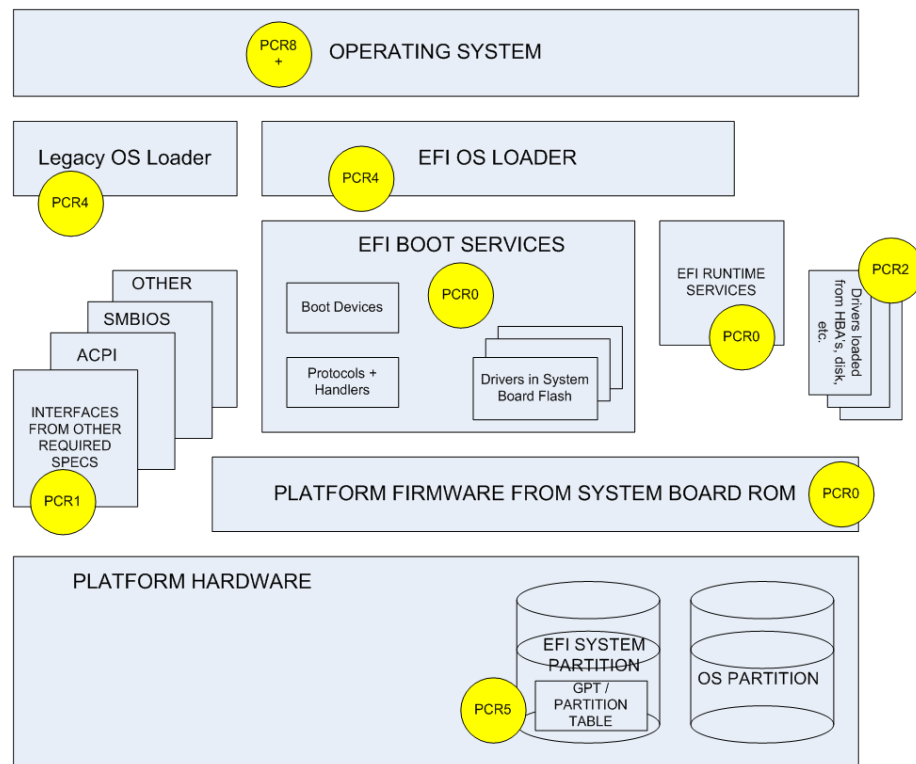 PCR8
+
OPERATING SYSTEM
Legacy OS Loader
PCR4
EFI OS LOADER
PCR4
EFI BOOT SERVICES
PCR0
Boot Devices
Protocols +
Handlers
Drivers in System
Board Flash
EFI RUNTIME
SERVICES
PCR0
PCR2
Drivers loaded
from HBA's, disk,
etc.
OTHER
SMBIOS
ACPI
INTERFACES
FROM OTHER
REQUIRED
SPECS
PCR1
PLATFORM FIRMWARE FROM SYSTEM BOARD ROM
PCR0
PLATFORM HARDWARE
EFI SYSTEM
PARTITION
GPT /
PARTITION
TABLE
PCR5
OS PARTITION